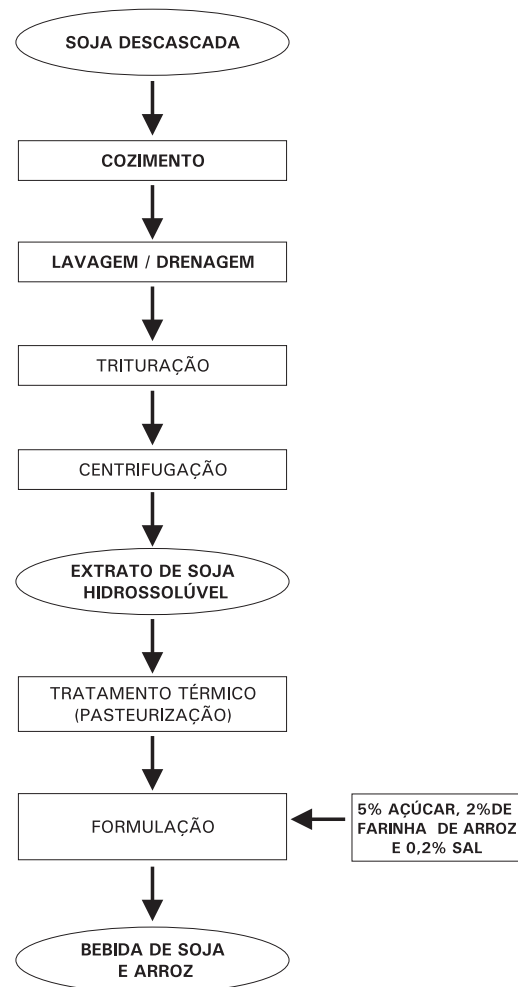 SOJA DESCASCADA
COZIMENTO
LAVAGEM / DRENAGEM
TRITURAÇÃO
CENTRIFUGAÇÃO
EXTRATO DE SOJA
HIDROSSOLÚVEL
TRATAMENTO TÉRMICO
(PASTEURIZAÇÃO)
FORMULAÇÃO
5% AÇÚCAR, 2%DE
FARINHA DE ARROZ
E 0,2% SAL
BEBIDA DE SOJA
E ARROZ